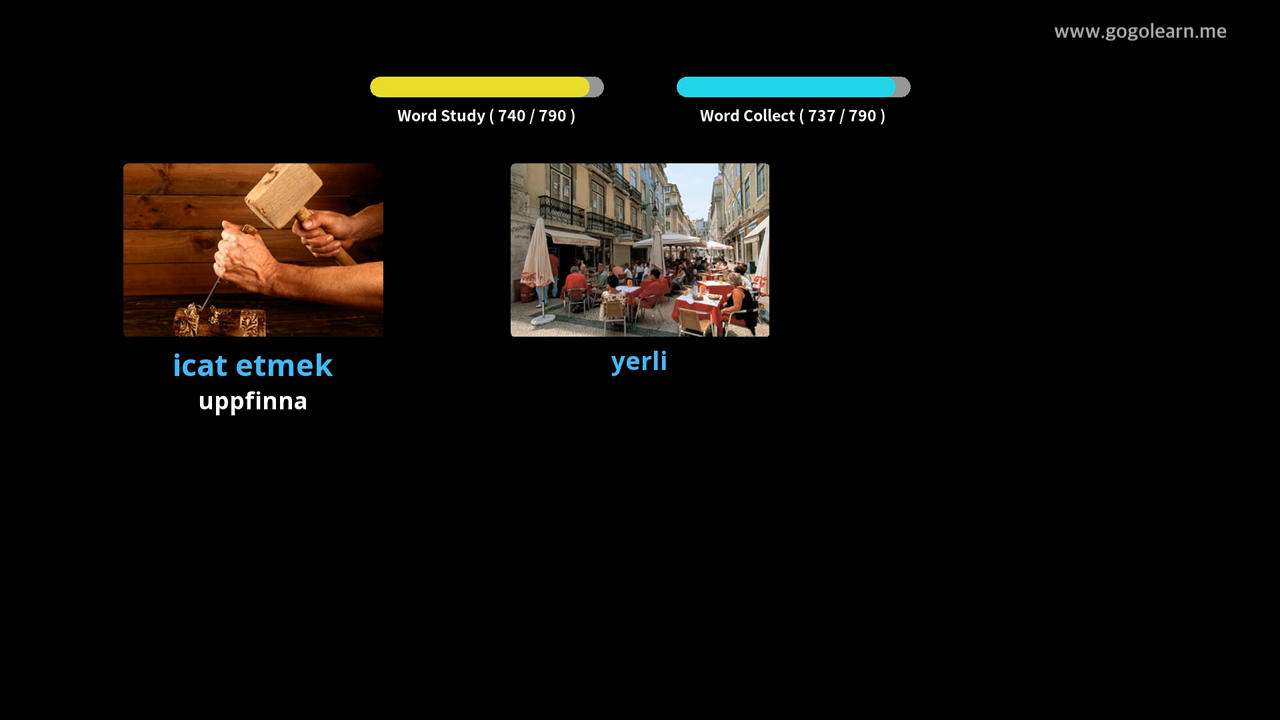 www.gogolearn.me
Word Study ( 740 / 790 )
Word Collect ( 737 / 790 )
icat etmek
uppfinna
yerli